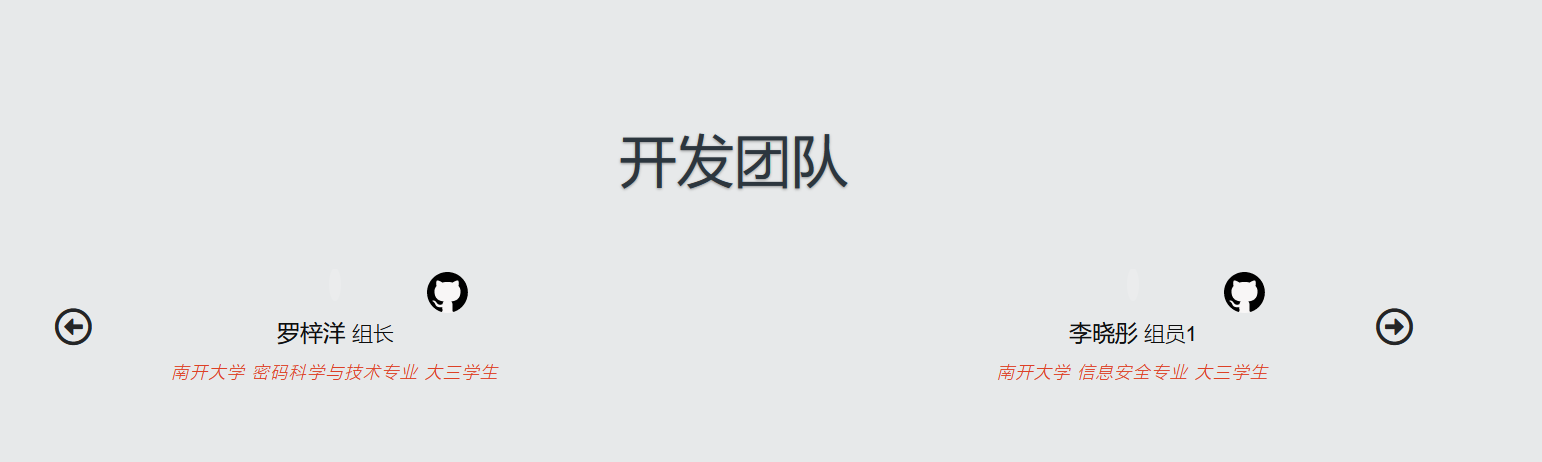 开发团队
罗梓洋 组长
南开大学 密码科学与技术专业 大三学生
李晓彤 组员1
南开大学 信息安全专业 大三学生